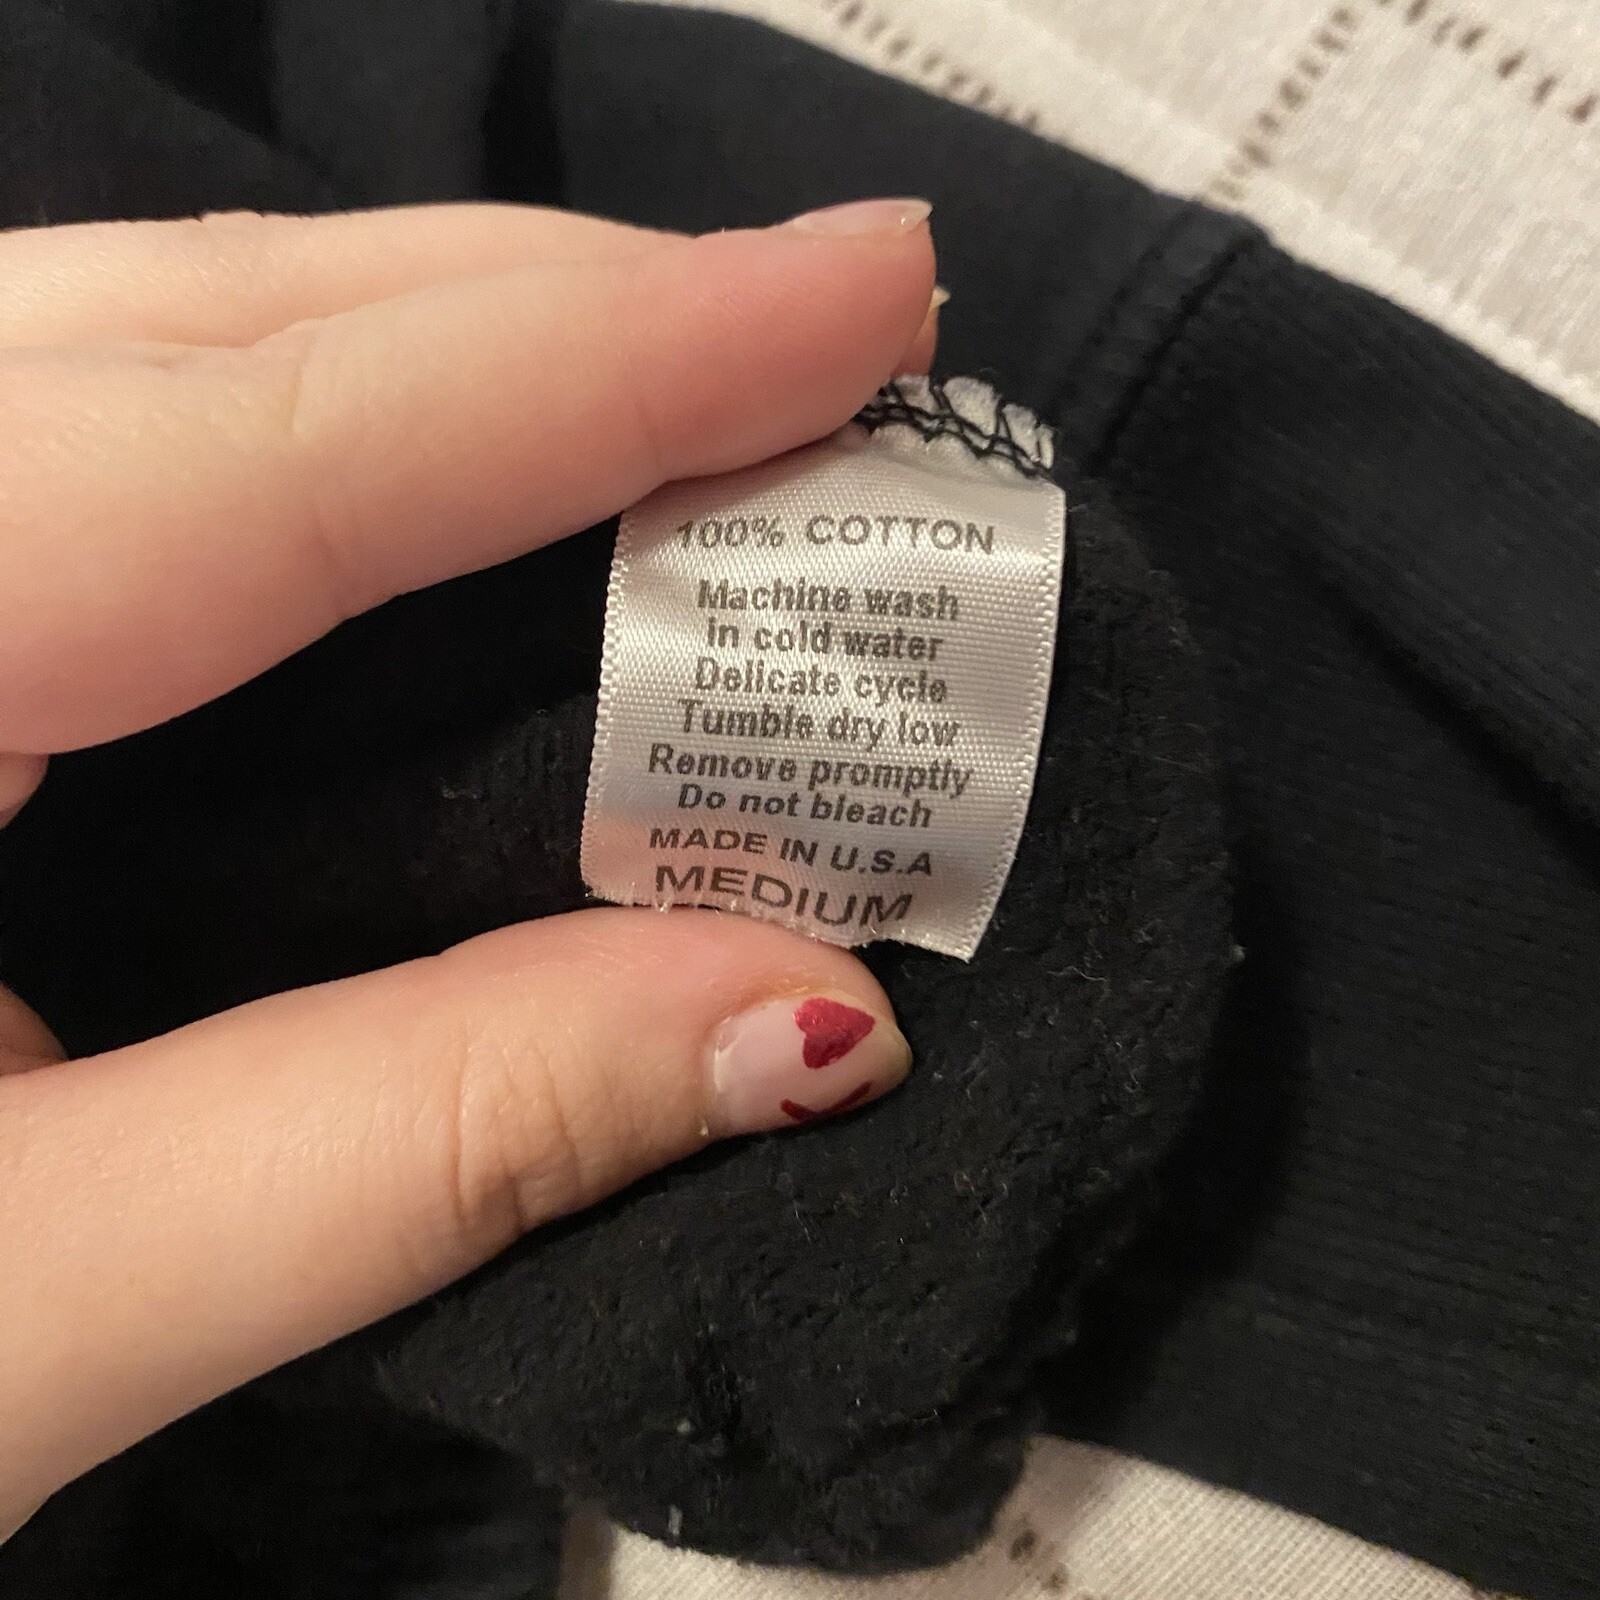 100% COTTON
Machine wash
in cold water
Delicate cycle
Tumble dry low
Remove promptly
Do not bleach
MADE IN U.S.A
MEDIUM